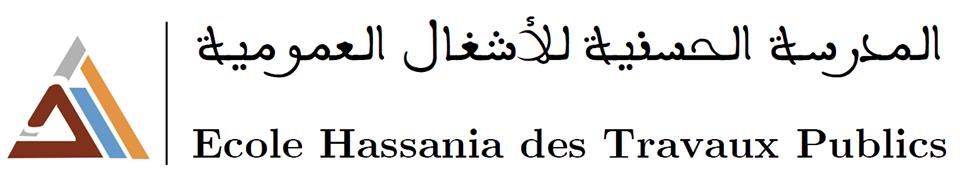 المدرسة الحسنية للأشغال العمومية
Ecole Hassania des Travaux Publics